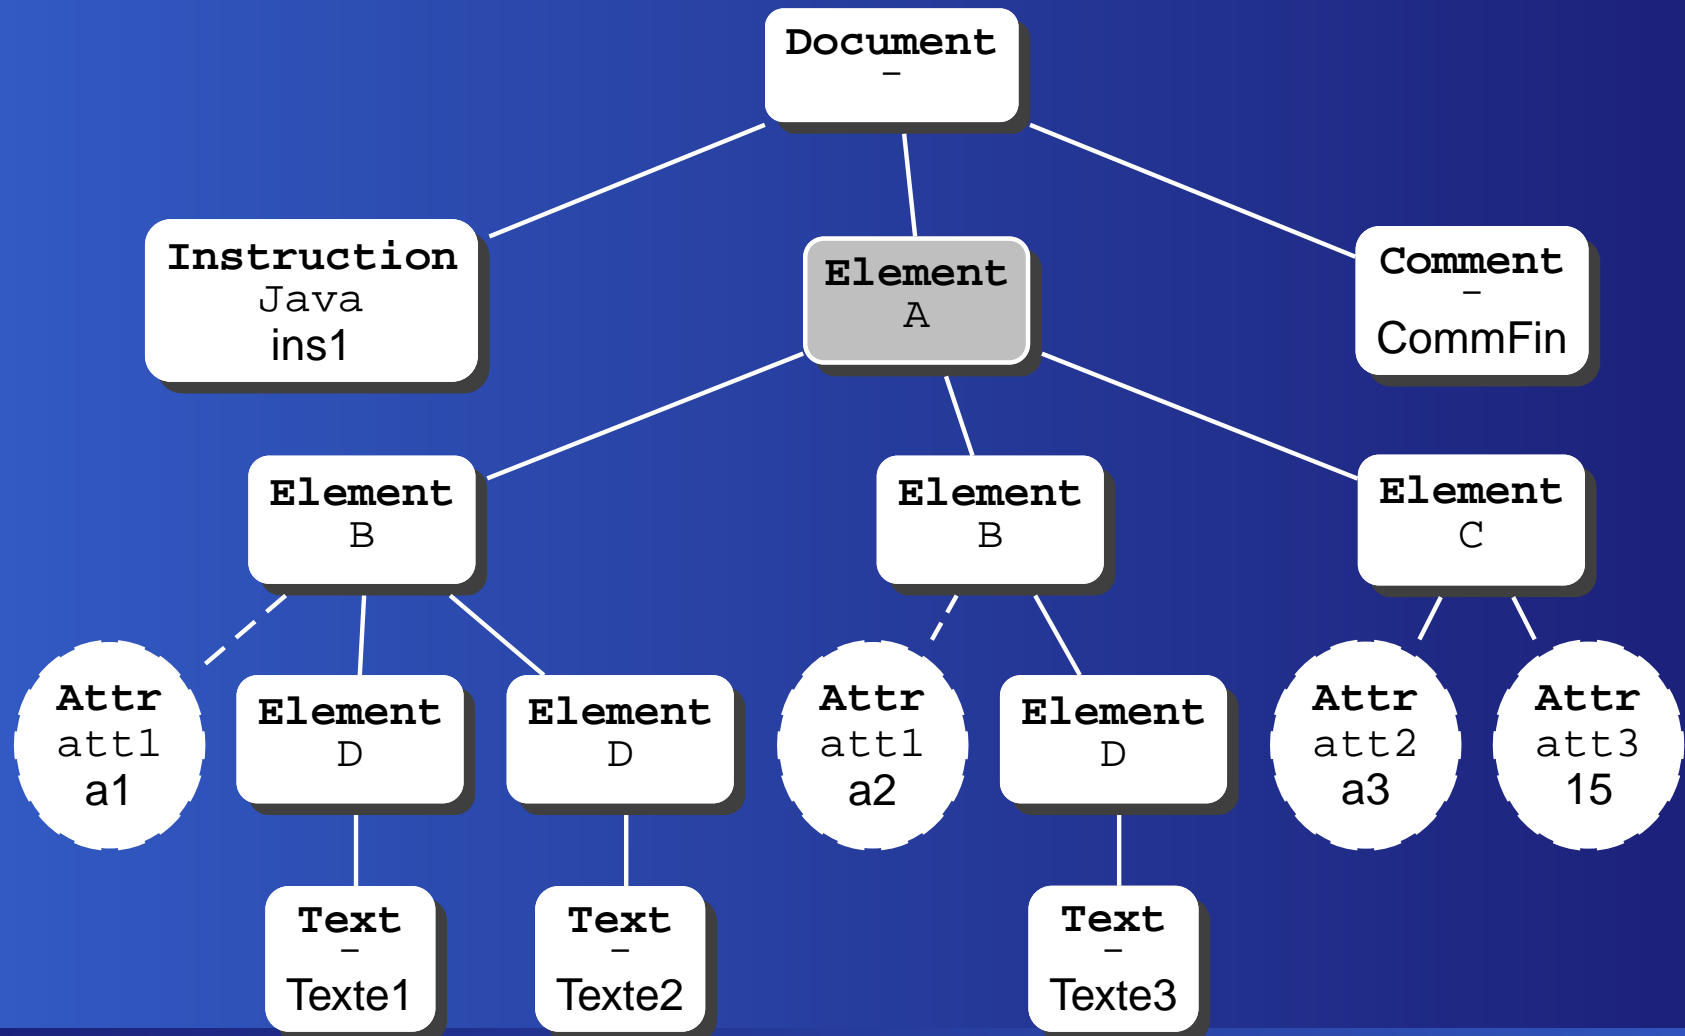 Document
-
Instruction
Java
ins1
Element
A
Comment
-
CommFin
Element
B
Element
B
Element
C
Attr
att1
a1
Element
D
Element
D
Attr
att1
a2
Element
D
Attr
att2
a3
Attr
att3
15
Text
-
Texte1
Text
-
Texte2
Text
-
Texte3